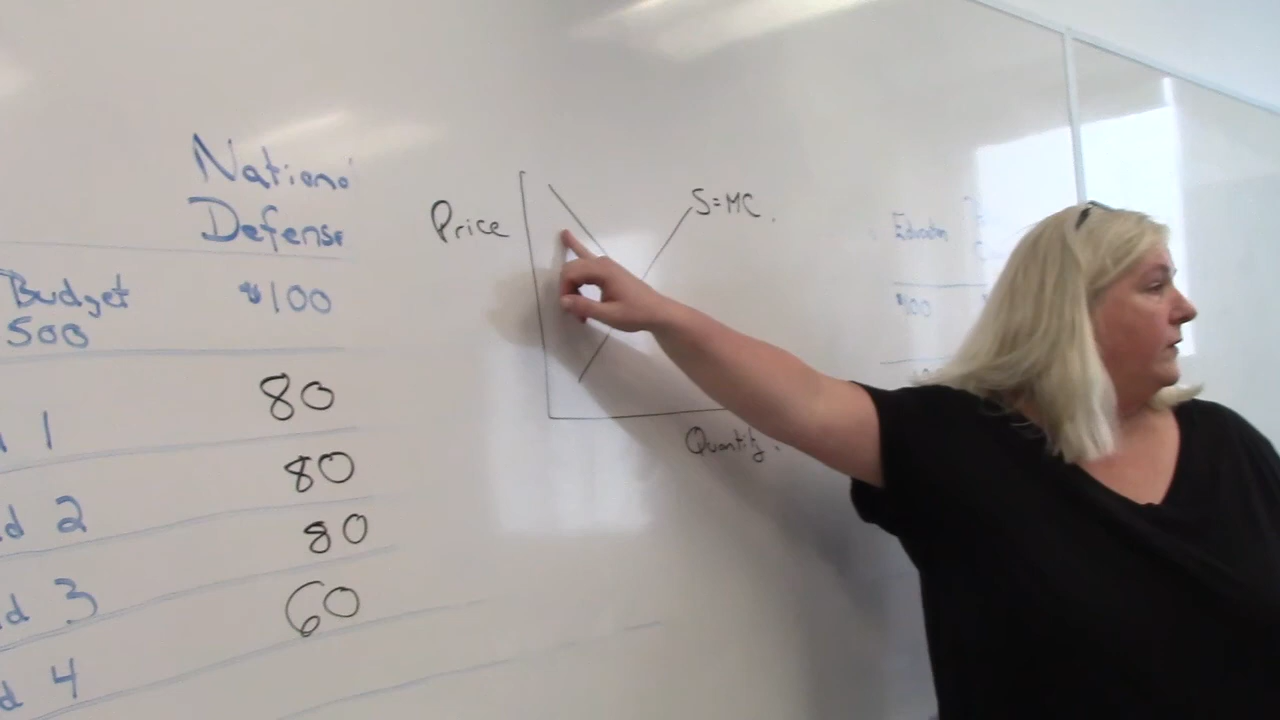 National
Defense
Budget $100
500
1 80
d 2 80
d 3 80
d 4 60
Price
S=MC.
Quantity.
Education
$100